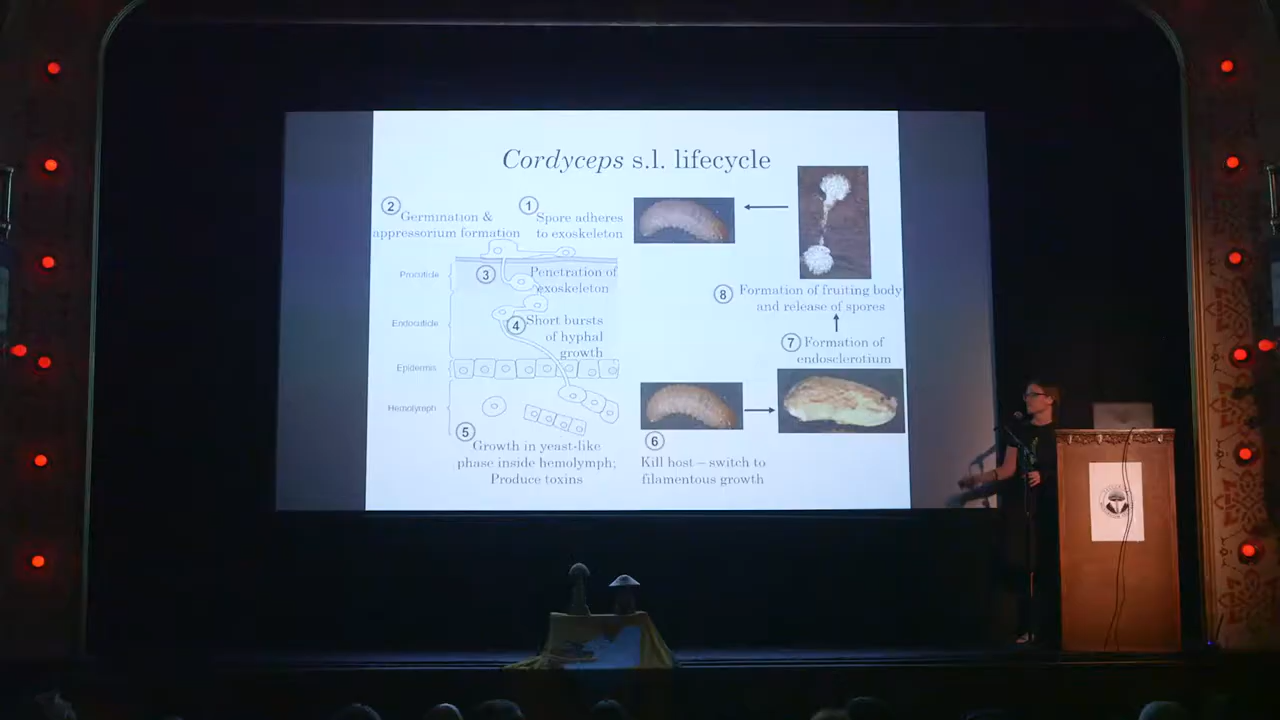 Cordyceps s.l. lifecycle
1
Spore adheres
to exoskeleton
2
Germination &
appressorium formation
Procuticle
3
Penetration of
exoskeleton
Endocuticle
4
Short bursts
of hyphal
growth
Epidermis
Hemolymph
5
Growth in yeast-like
phase inside hemolymph;
Produce toxins
6
Kill host – switch to
filamentous growth
7
Formation of
endosclerotium
8
Formation of fruiting body
and release of spores